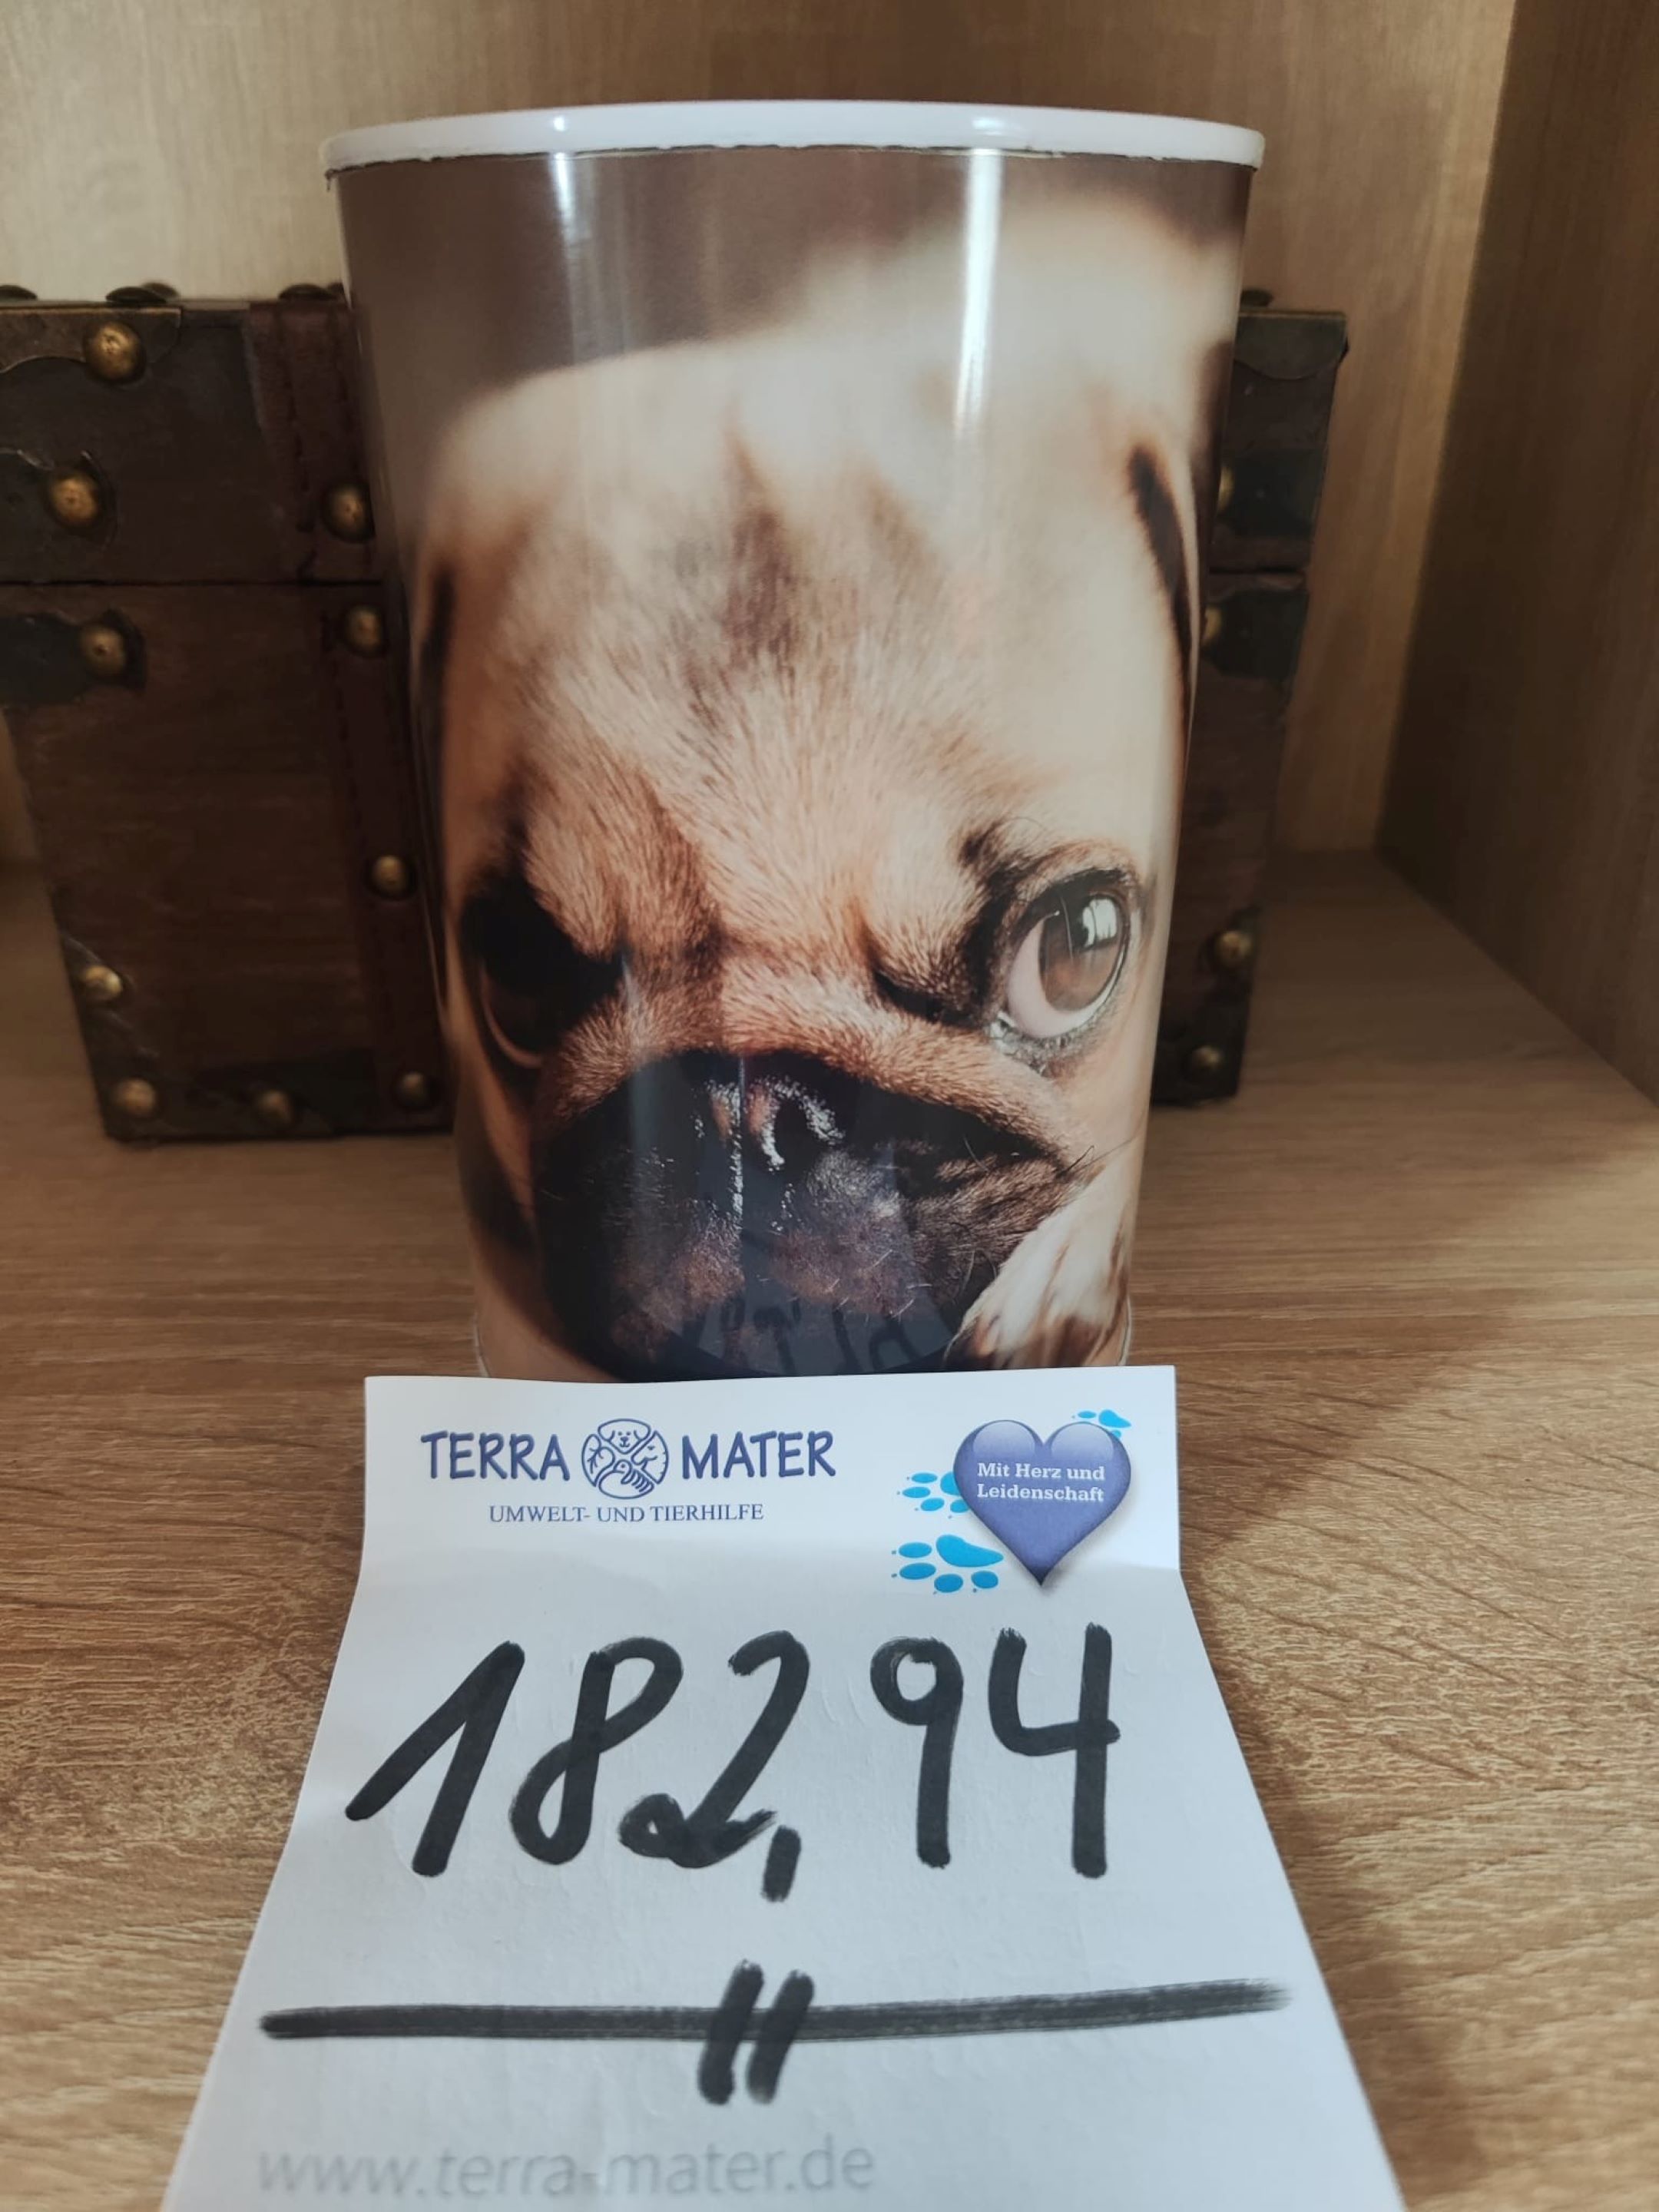 TERRA MATER
UMWELT- UND TIERHILFE
Mit Herz und
Leidenschaft
182,94
www.terra-mater.de